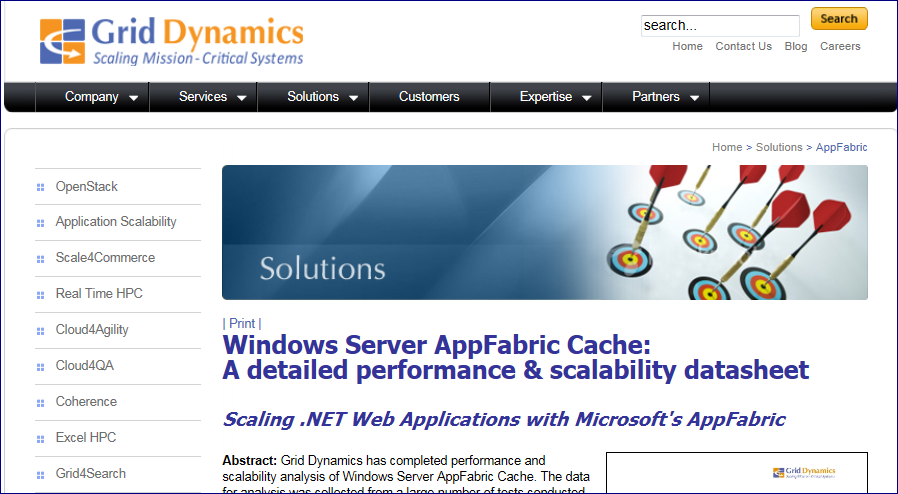 Grid Dynamics
Scaling Mission - Critical Systems
search...
Search
Home Contact Us Blog Careers
Company Services Solutions Customers Expertise Partners
Home > Solutions > AppFabric
OpenStack
Application Scalability
Scale4Commerce
Real Time HPC
Cloud4Agility
Cloud4QA
Coherence
Excel HPC
Grid4Search
Solutions
| Print |
Windows Server AppFabric Cache:
A detailed performance & scalability datasheet
Scaling .NET Web Applications with Microsoft's AppFabric
Abstract: Grid Dynamics has completed performance and
scalability analysis of Windows Server AppFabric Cache. The data
for analysis was collected from a large number of tests conducted
Grid Dynamics